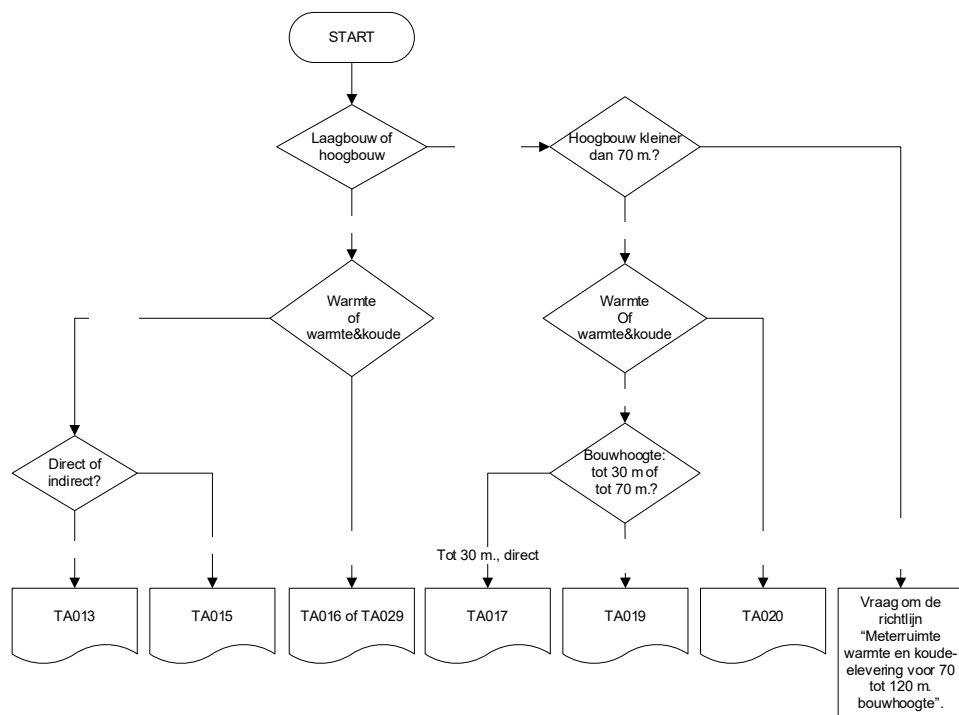 START
Laagbouw of
hoogbouw
Hoogbouw kleiner
dan 70 m.?
Warmte
of
warmte&koude
Warmte
Of
warmte&koude
Direct of
indirect?
Bouwhoogte:
tot 30 m of
tot 70 m.?
Tot 30 m., direct
TA013
TA015
TA016 of TA029
TA017
TA019
TA020
Vraag om de
richtlijn
“Meterruimte
warmte en koude-
elevering voor 70
tot 120 m.
bouwhoogte”.